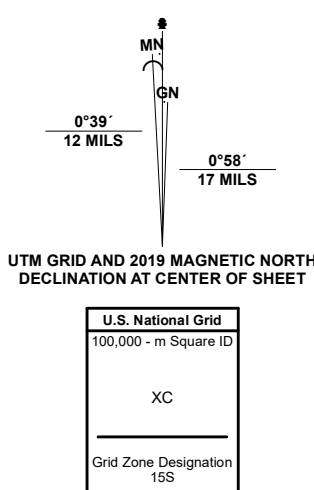 MN
GN
0°39´
12 MILS
0°58´
17 MILS
UTM GRID AND 2019 MAGNETIC NORTH
DECLINATION AT CENTER OF SHEET
U.S. National Grid
100,000 - m Square ID
XC
Grid Zone Designation
15S